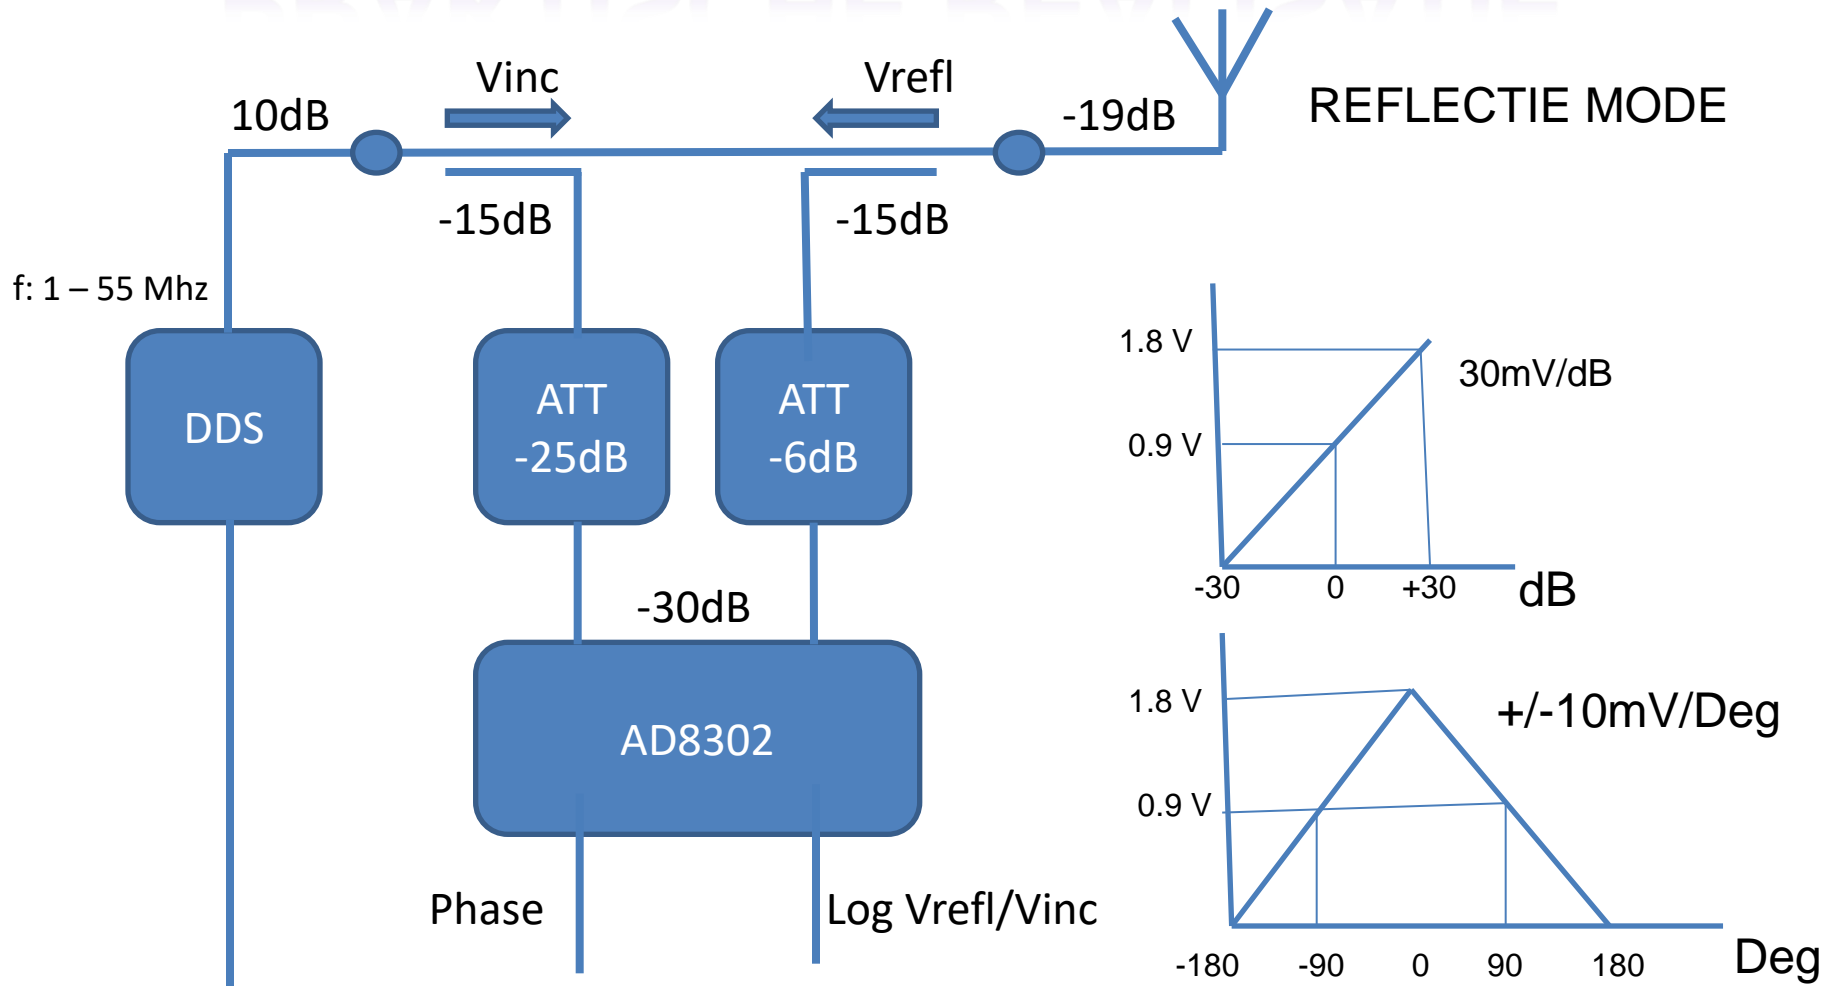 Vinc
Vrefl
10dB
-19dB
REFLECTIE MODE
-15dB
-15dB
f: 1 – 55 Mhz
DDS
ATT
-25dB
ATT
-6dB
1.8 V
30mV/dB
0.9 V
-30
0
+30
dB
-30dB
AD8302
1.8 V
+/-10mV/Deg
0.9 V
Phase
Log Vrefl/Vinc
-180
-90
0
90
180
Deg